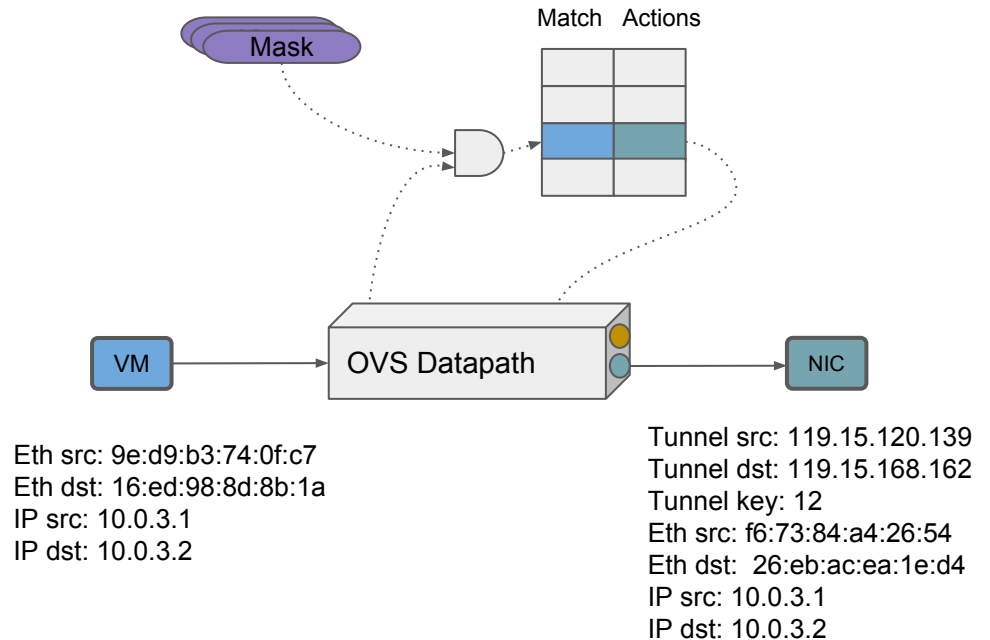 Match Actions
Mask
OVS Datapath
VM
NIC
Eth src: 9e:d9:b3:74:0f:c7
Eth dst: 16:ed:98:8d:8b:1a
IP src: 10.0.3.1
IP dst: 10.0.3.2
Tunnel src: 119.15.120.139
Tunnel dst: 119.15.168.162
Tunnel key: 12
Eth src: f6:73:84:a4:26:54
Eth dst: 26:eb:ac:ea:1e:d4
IP src: 10.0.3.1
IP dst: 10.0.3.2